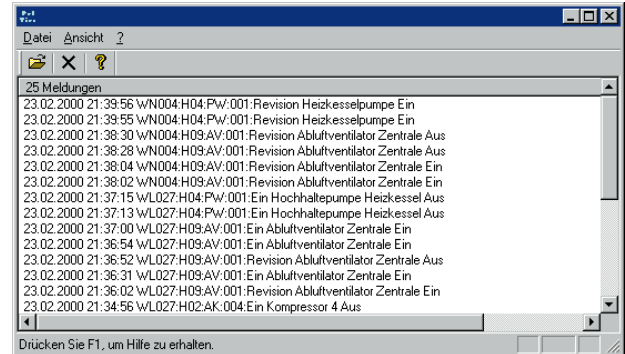 Datei Ansicht ?
25 Meldungen
23.02.2000 21:39:56 WN004:H04:PW:001:Revision Heizkesselpumpe Ein
23.02.2000 21:39:55 WN004:H04:PW:001:Revision Heizkesselpumpe Ein
23.02.2000 21:38:30 WN004:H09:AV:001:Revision Abluftventilator Zentrale Aus
23.02.2000 21:38:28 WN004:H09:AV:001:Revision Abluftventilator Zentrale Aus
23.02.2000 21:38:04 WN004:H09:AV:001:Revision Abluftventilator Zentrale Ein
23.02.2000 21:38:02 WN004:H09:AV:001:Revision Abluftventilator Zentrale Ein
23.02.2000 21:37:15 WL027:H04:PW:001:Ein Hochhaltepumpe Heizkessel Aus
23.02.2000 21:37:13 WL027:H04:PW:001:Ein Hochhaltepumpe Heizkessel Aus
23.02.2000 21:37:00 WL027:H09:AV:001:Ein Abluftventilator Zentrale Ein
23.02.2000 21:36:54 WL027:H09:AV:001:Ein Abluftventilator Zentrale Ein
23.02.2000 21:36:52 WL027:H09:AV:001:Revision Abluftventilator Zentrale Aus
23.02.2000 21:36:31 WL027:H09:AV:001:Ein Abluftventilator Zentrale Ein
23.02.2000 21:36:02 WL027:H09:AV:001:Revision Abluftventilator Zentrale Ein
23.02.2000 21:34:56 WL027:H02:AK:004:Ein Kompressor 4 Aus
Drücken Sie F1, um Hilfe zu erhalten.